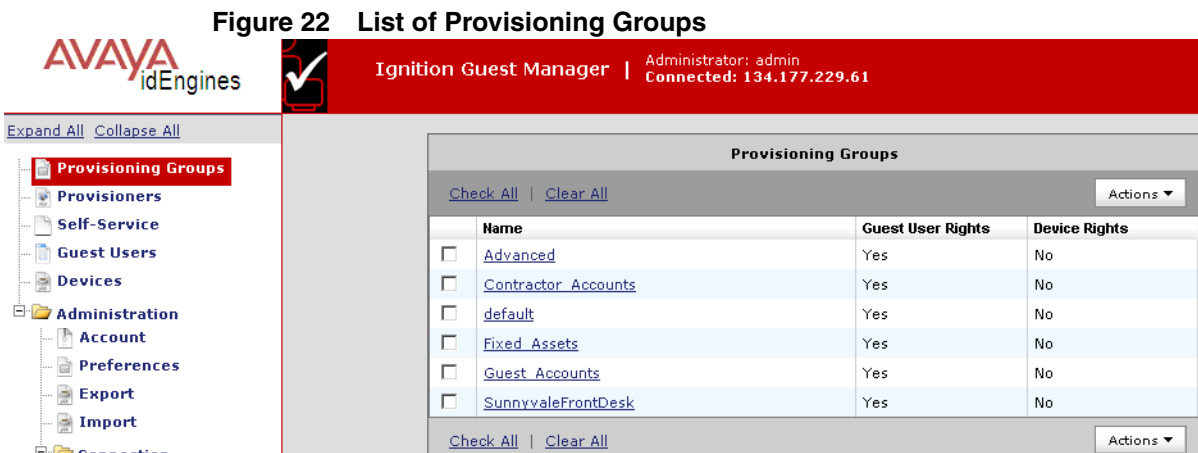 Figure 22 List of Provisioning Groups
AVAYA
idEngines
Ignition Guest Manager | Administrator: admin
Connected: 134.177.229.61
Expand All Collapse All
Provisioning Groups
Provisioners
Self-Service
Guest Users
Devices
Administration
Account
Preferences
Export
Import
Connection
Provisioning Groups
Check All | Clear All Actions
Name Guest User Rights Device Rights
Advanced Yes No
Contractor_Accounts Yes No
default Yes No
Fixed_Assets Yes No
Guest_Accounts Yes No
SunnyvaleFrontDesk Yes No
Check All | Clear All Actions